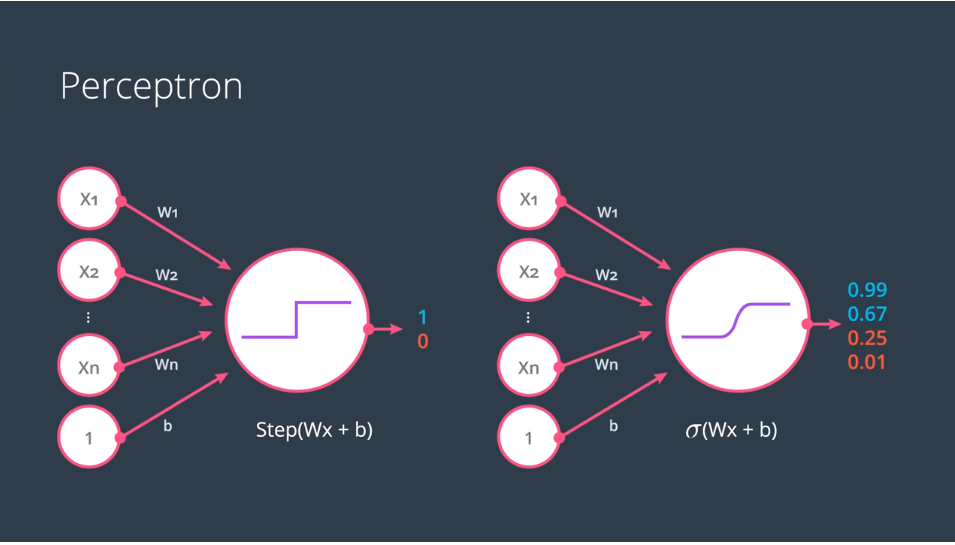 Perceptron
X1
W1
X2
W2
⋮
Xn
Wn
1
b
1
0
Step(Wx + b)
X1
W1
X2
W2
⋮
Xn
Wn
1
b
0.99
0.67
0.25
0.01
σ(Wx + b)